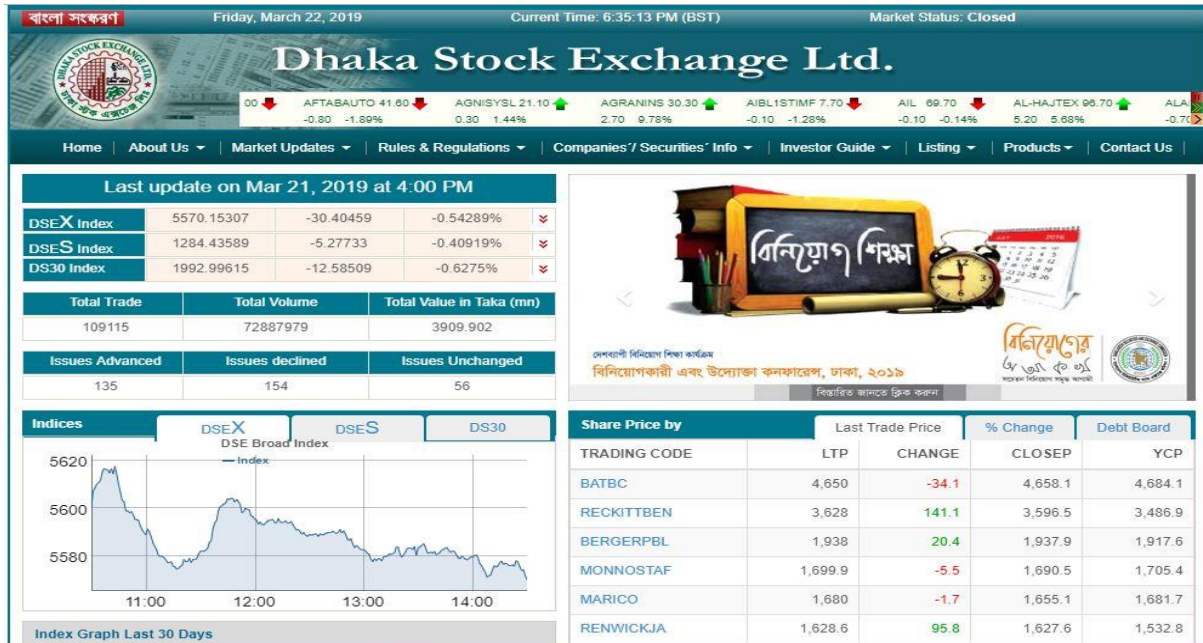 বাংলা সংস্করণ Friday, March 22, 2019 Current Time: 6:35:13 PM (BST) Market Status: Closed
DHAKA STOCK EXCHANGE LTD.
ঢাকা স্টক এক্সচেঞ্জ লিঃ
Dhaka Stock Exchange Ltd.
00 AFTABAUTO 41.60 AGNISYSL 21.10 AGRANINS 30.30 AIBL1STIMF 7.70 AIL 69.70 AL-HAJTEX 96.70 ALA
-0.80 -1.89% 0.30 1.44% 2.70 9.78% -0.10 -1.28% -0.10 -0.14% 5.20 5.68% -0.70
Home | About Us | Market Updates | Rules & Regulations | Companies'/ Securities' Info | Investor Guide | Listing | Products | Contact Us |
Last update on Mar 21, 2019 at 4:00 PM
DSEX Index 5570.15307 -30.40459 -0.54289%
DSES Index 1284.43589 -5.27733 -0.40919%
DS30 Index 1992.99615 -12.58509 -0.6275%
Total Trade Total Volume Total Value in Taka (mn)
109115 72887979 3909.902
Issues Advanced Issues declined Issues Unchanged
135 154 56
বিনিয়োগ শিক্ষা
2016
দেশব্যাপী বিনিয়োগ শিক্ষা কার্যক্রম
বিনিয়োগকারী এবং উদ্যোক্তা কনফারেন্স, ঢাকা, ২০১৯
বিনিয়োগের
অ আ ক খ
বিস্তারিত জানতে ক্লিক করুন
Indices DSEX DSES DS30
DSE Broad Index
Index
5620
5600
5580
11:00 12:00 13:00 14:00
Index Graph Last 30 Days
Share Price by Last Trade Price % Change Debt Board
TRADING CODE LTP CHANGE CLOSEP YCP
BATBC 4,650 -34.1 4,658.1 4,684.1
RECKITTBEN 3,628 141.1 3,596.5 3,486.9
BERGERPBL 1,938 20.4 1,937.9 1,917.6
MONNOSTAF 1,699.9 -5.5 1,690.5 1,705.4
MARICO 1,680 -1.7 1,655.1 1,681.7
RENWICKJA 1,628.6 95.8 1,627.6 1,532.8